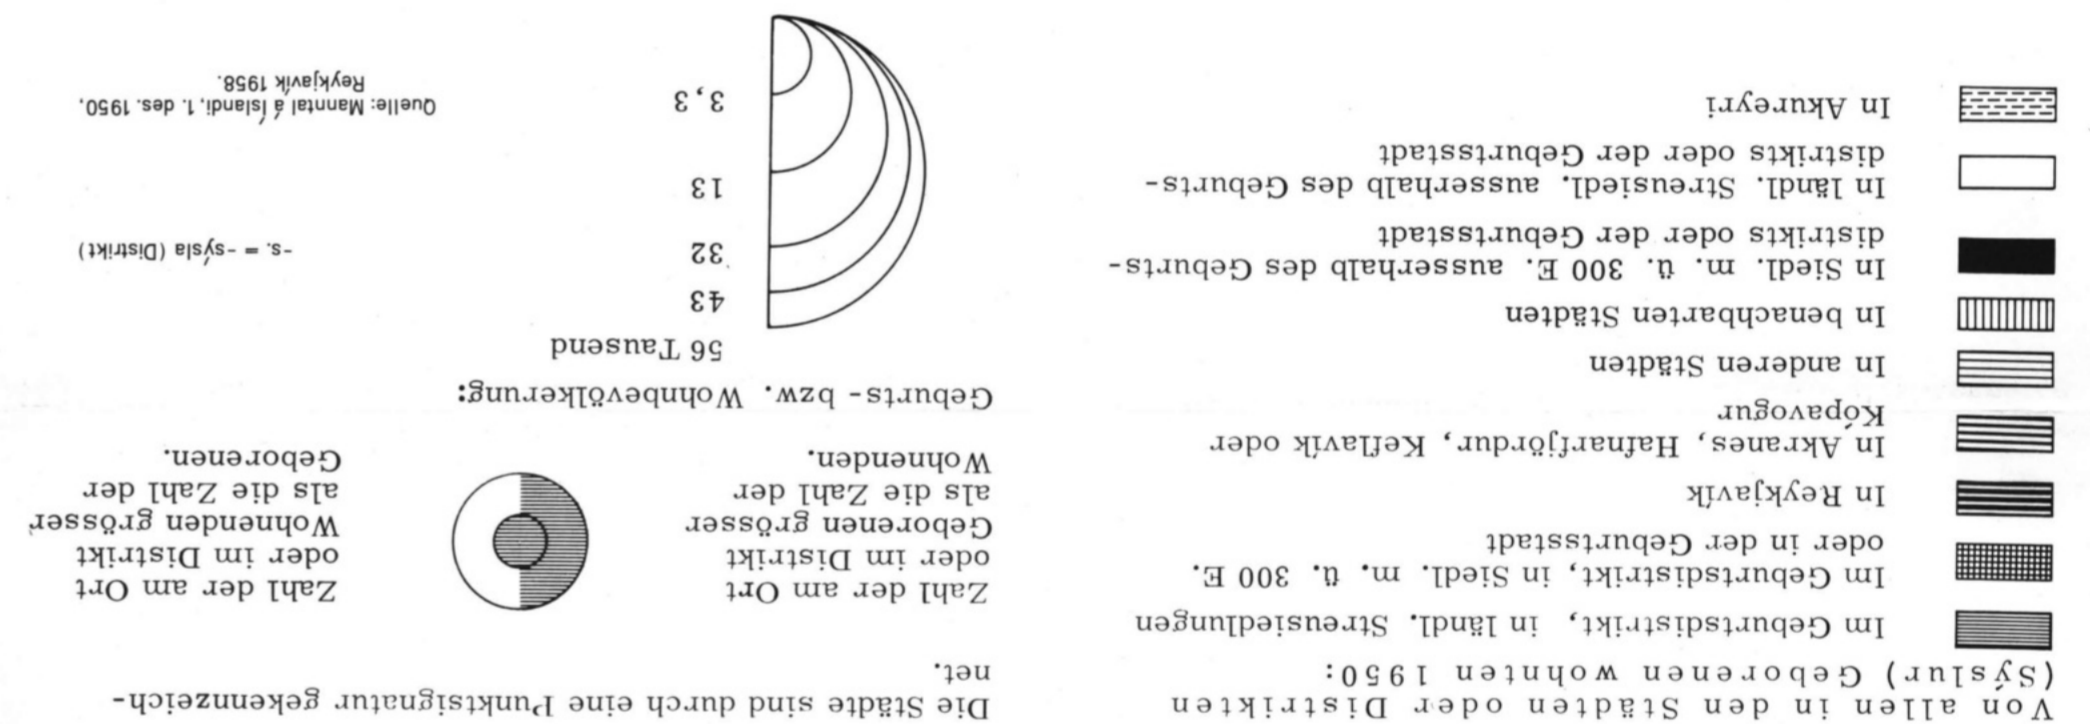 Von allen in den Städten oder Distrikten
(Sýslur) Geborenen wohnten 1950:
Im Geburtsdistrikt, in ländl. Streusiedlungen
Im Geburtsdistrikt, in Siedl. m. ü. 300 E.
oder in der Geburtsstadt
In Reykjavík
In Akranes, Hafnarfjördur, Keflavík oder
Kópavogur
In anderen Städten
In benachbarten Städten
In Siedl. m. ü. 300 E. ausserhalb des Geburts-
distrikts oder der Geburtsstadt
In ländl. Streusiedl. ausserhalb des Geburts-
distrikts oder der Geburtsstadt
In Akureyri
Die Städte sind durch eine Punktsignatur gekennzeich-
net.
Zahl der am Ort
oder im Distrikt
Geborenen grösser
als die Zahl der
Wohnenden.
Zahl der am Ort
oder im Distrikt
Wohnenden grösser
als die Zahl der
Geborenen.
Geburts- bzw. Wohnbevölkerung:
56 Tausend
43
32
13
3,3
-s. = -sýsla (Distrikt)
Quelle: Manntal á Íslandi, 1. des. 1950,
Reykjavík 1958.